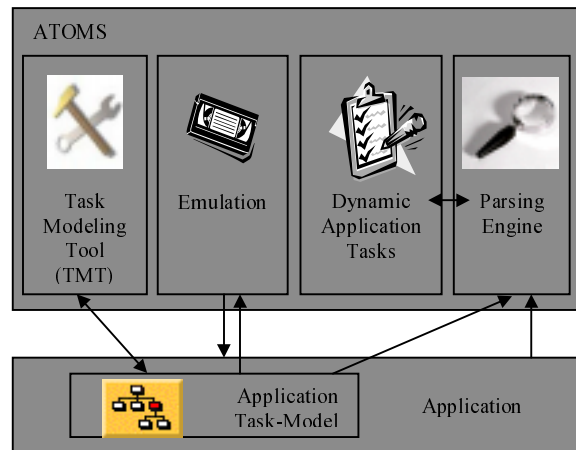 ATOMS
Task
Modeling
Tool
(TMT)
Emulation
Dynamic
Application
Tasks
Parsing
Engine
Application
Task-Model
Application